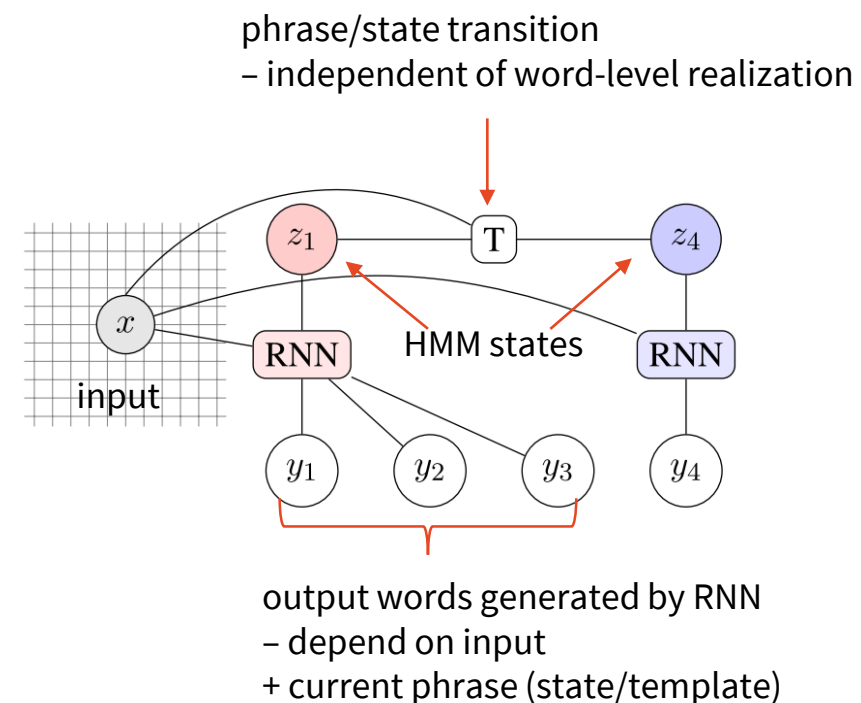 phrase/state transition
– independent of word-level realization
z1
T
z4
x
HMM states
RNN
RNN
input
y1
y2
y3
y4
output words generated by RNN
– depend on input
+ current phrase (state/template)